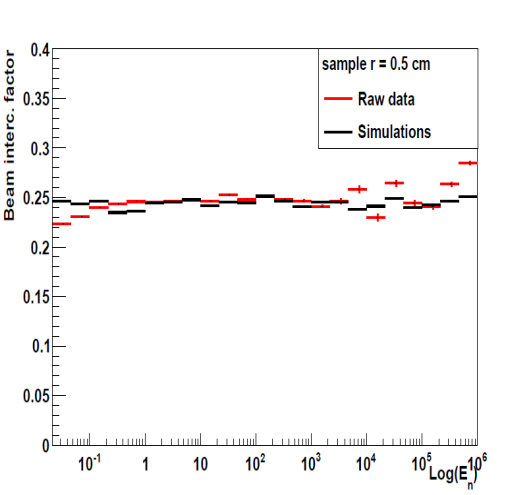 Beam interc. factor
0.4
0.35
0.3
0.25
0.2
0.15
0.1
0.05
0
sample r = 0.5 cm
Raw data
Simulations
10⁻¹ 1 10 10² 10³ 10⁴ 10⁵ 10⁶
Log(Eₙ)